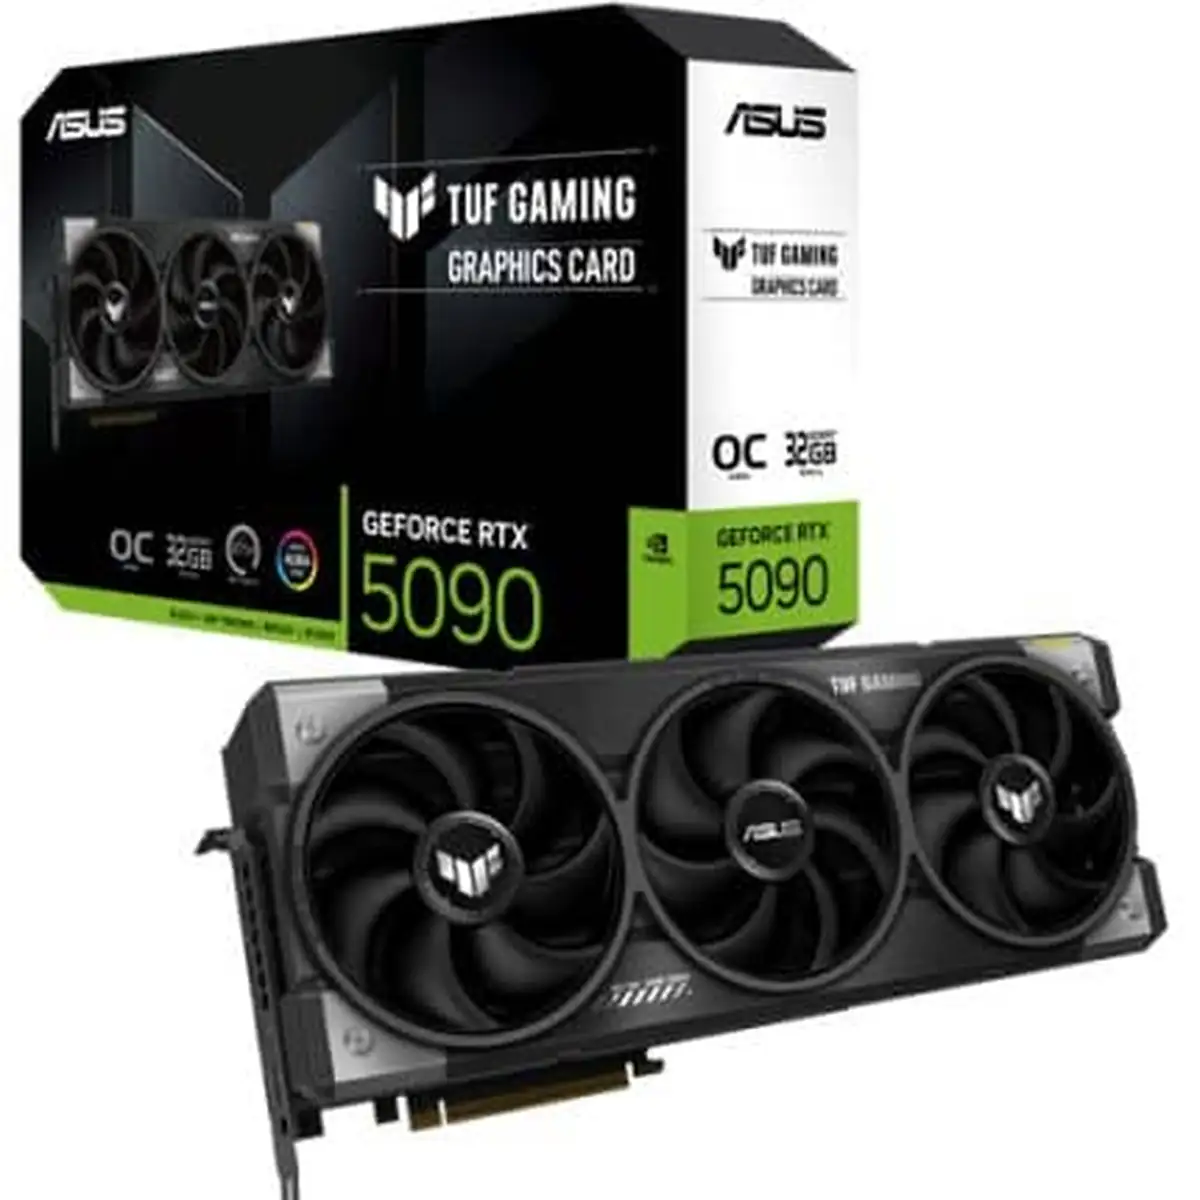 ASUS
TUF GAMING
GRAPHICS CARD
OC 32GB
GEFORCE RTX
5090
ASUS
TUF GAMING
GRAPHICS CARD
OC 32GB
GEFORCE RTX
5090
TUF GAMING
ASUS